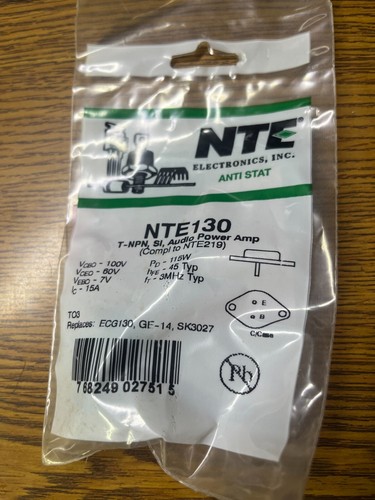 NTE
ELECTRONICS, INC.
ANTI STAT
NTE130
T-NPN, SI, Audio Power Amp
(Compl to NTE219)
VCBO - 100V PD - 115W
VCEO - 60V hFE - 45 Typ
VEBO - 7V fT - 3MHz Typ
IC - 15A
E
B
C/Case
TO3
Replaces: ECG130, GE-14, SK3027
Pb
7 68249 02751 5